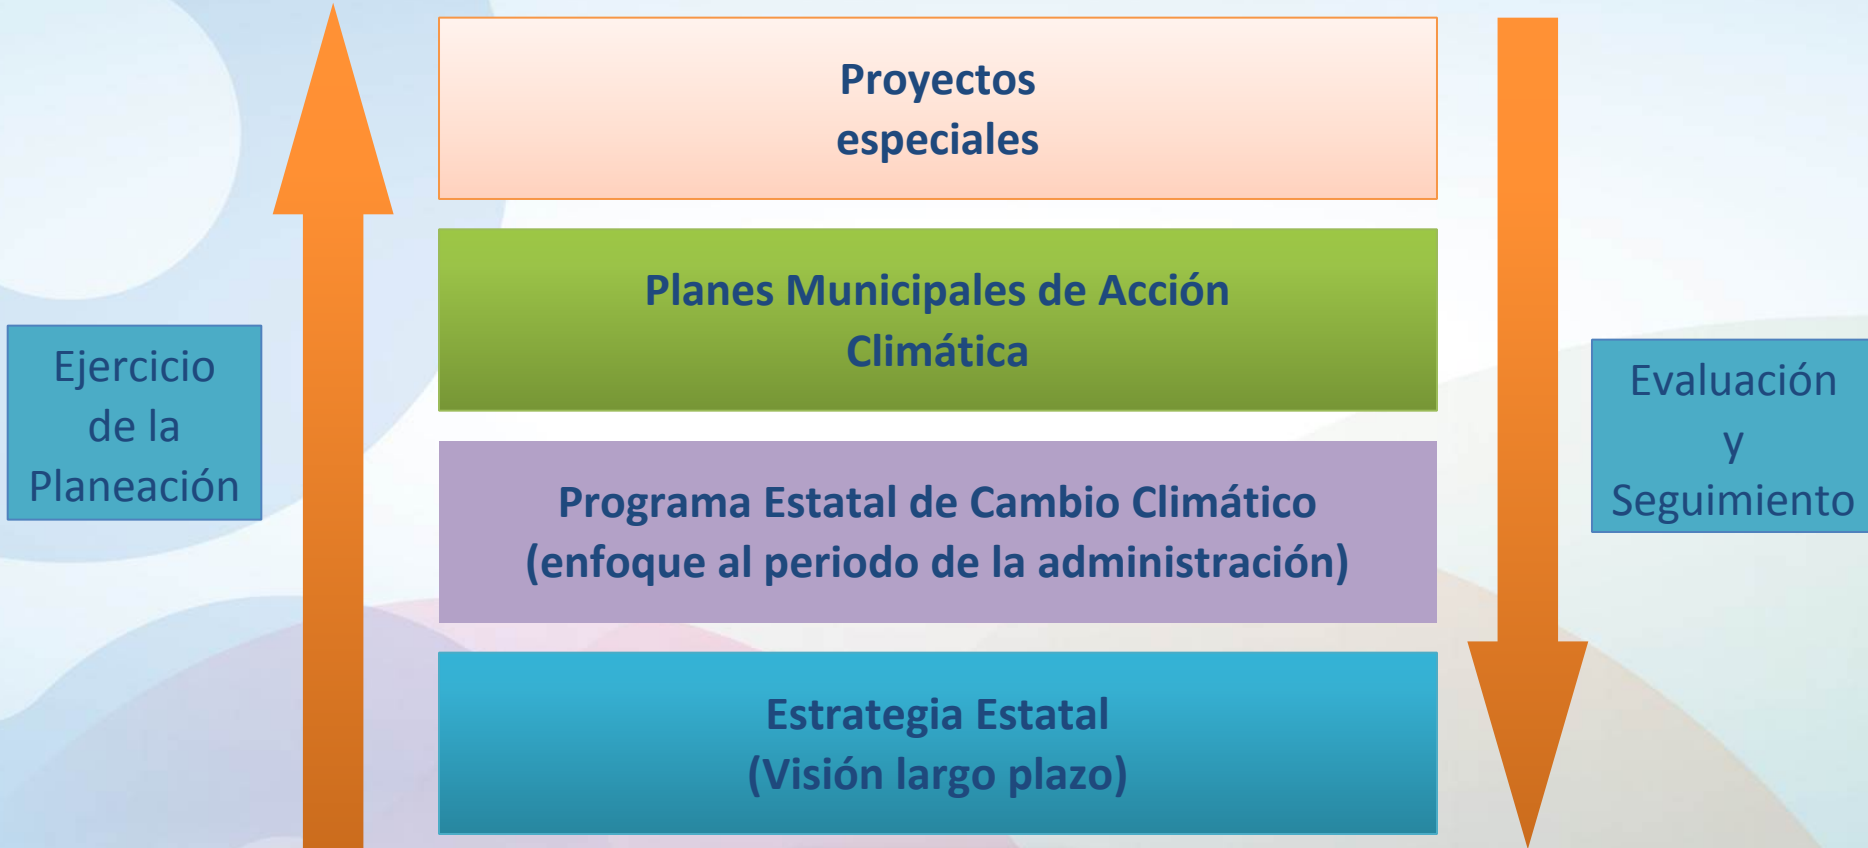 Proyectos
especiales
Planes Municipales de Acción
Climática
Ejercicio
de la
Planeación
Evaluación
y
Seguimiento
Programa Estatal de Cambio Climático
(enfoque al periodo de la administración)
Estrategia Estatal
(Visión largo plazo)